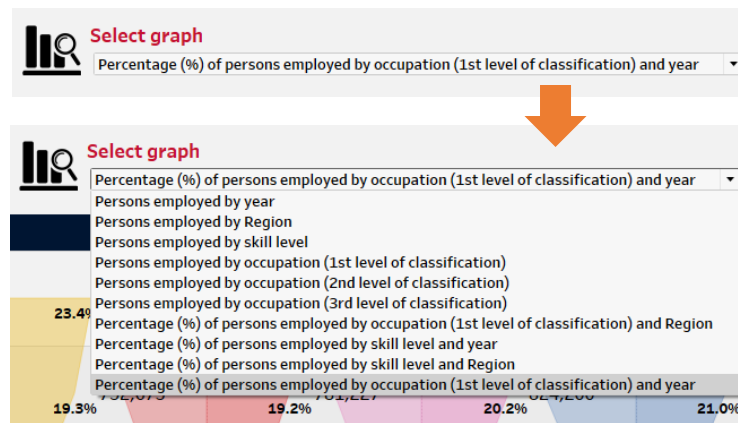 Select graph
Percentage (%) of persons employed by occupation (1st level of classification) and year
Select graph
Percentage (%) of persons employed by occupation (1st level of classification) and year
Persons employed by year
Persons employed by Region
Persons employed by skill level
Persons employed by occupation (1st level of classification)
Persons employed by occupation (2nd level of classification)
Persons employed by occupation (3rd level of classification)
23.4%
Percentage (%) of persons employed by occupation (1st level of classification) and Region
Percentage (%) of persons employed by skill level and year
Percentage (%) of persons employed by skill level and Region
Percentage (%) of persons employed by occupation (1st level of classification) and year
19.3% 19.2% 20.2% 21.0%